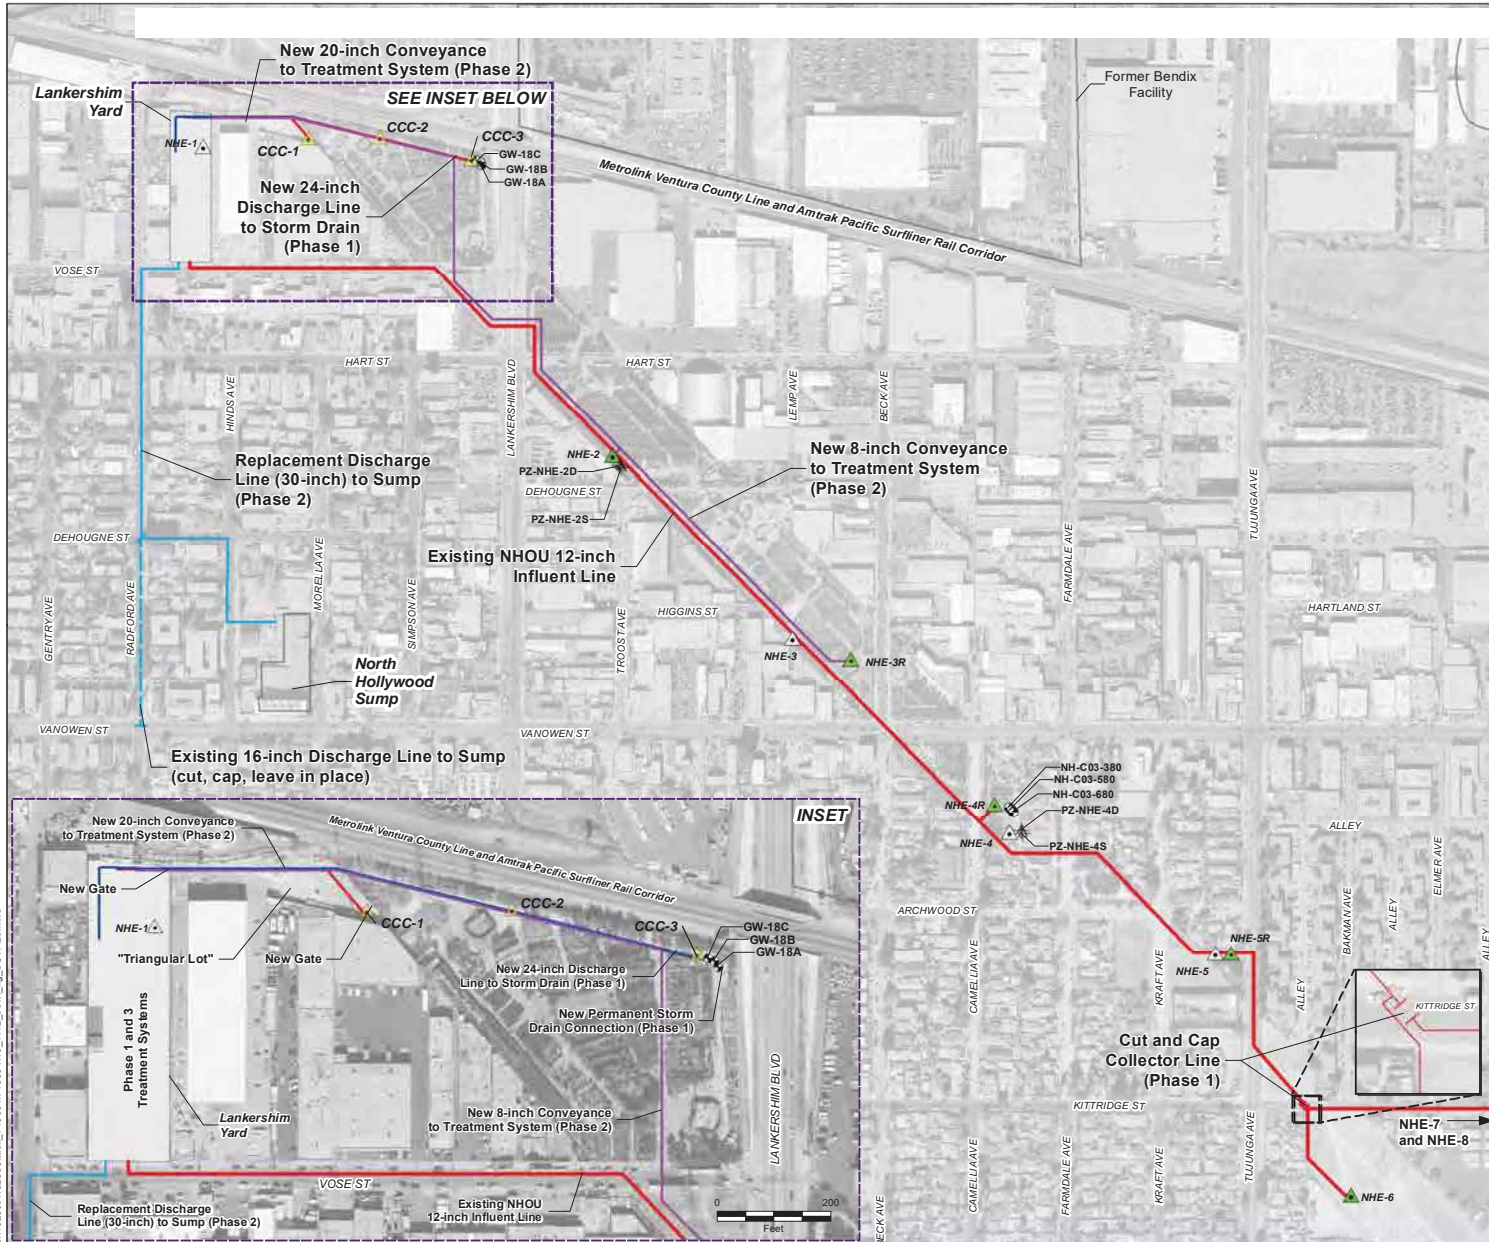 New 20-inch Conveyance
to Treatment System (Phase 2)
Lankershim
Yard
SEE INSET BELOW
NHE-1
CCC-1
CCC-2
CCC-3
GW-18C
GW-18B
GW-18A
Former Bendix
Facility
New 24-inch
Discharge Line
to Storm Drain
(Phase 1)
Metrolink Ventura County Line and Amtrak Pacific Surfliner Rail Corridor
VOSE ST
HART ST
HART ST
HINDS AVE
LANKERSHIM BLVD
LEMP AVE
BECK AVE
Replacement Discharge
Line (30-inch) to Sump
(Phase 2)
NHE-2
PZ-NHE-2D
DEHOUGNE ST
PZ-NHE-2S
New 8-inch Conveyance
to Treatment System
(Phase 2)
TUJUNGA AVE
DEHOUGNE ST
Existing NHOU 12-inch
Influent Line
GENTRY AVE
RADFORD AVE
MORELLA AVE
SIMPSON AVE
TROOST AVE
HIGGINS ST
FARMDALE AVE
HARTLAND ST
NHE-3
NHE-3R
North
Hollywood
Sump
VANOWEN ST
VANOWEN ST
Existing 16-inch Discharge Line to Sump
(cut, cap, leave in place)
NH-C03-380
NH-C03-580
NH-C03-680
PZ-NHE-4D
PZ-NHE-4S
NHE-4R
NHE-4
ALLEY
ELMER AVE
ARCHWOOD ST
CAMELLIA AVE
KRAFT AVE
NHE-5R
NHE-5
ALLEY
BAKMAN AVE
ALLEY
ALLEY
KITTRIDGE ST
Cut and Cap
Collector Line
(Phase 1)
KITTRIDGE ST
NHE-7
and NHE-8
BECK AVE
CAMELLIA AVE
FARMDALE AVE
KRAFT AVE
TUJUNGA AVE
NHE-6
INSET
New 20-inch Conveyance
to Treatment System (Phase 2)
Metrolink Ventura County Line and Amtrak Pacific Surfliner Rail Corridor
New Gate
NHE-1
CCC-1
CCC-2
CCC-3
GW-18C
GW-18B
GW-18A
"Triangular Lot"
New Gate
New 24-inch Discharge
Line to Storm Drain (Phase 1)
New Permanent Storm
Drain Connection (Phase 1)
Phase 1 and 3
Treatment Systems
Lankershim
Yard
New 8-inch Conveyance
to Treatment System (Phase 2)
LANKERSHIM BLVD
VOSE ST
Replacement Discharge
Line (30-inch) to Sump (Phase 2)
Existing NHOU
12-inch Influent Line
0 200
Feet